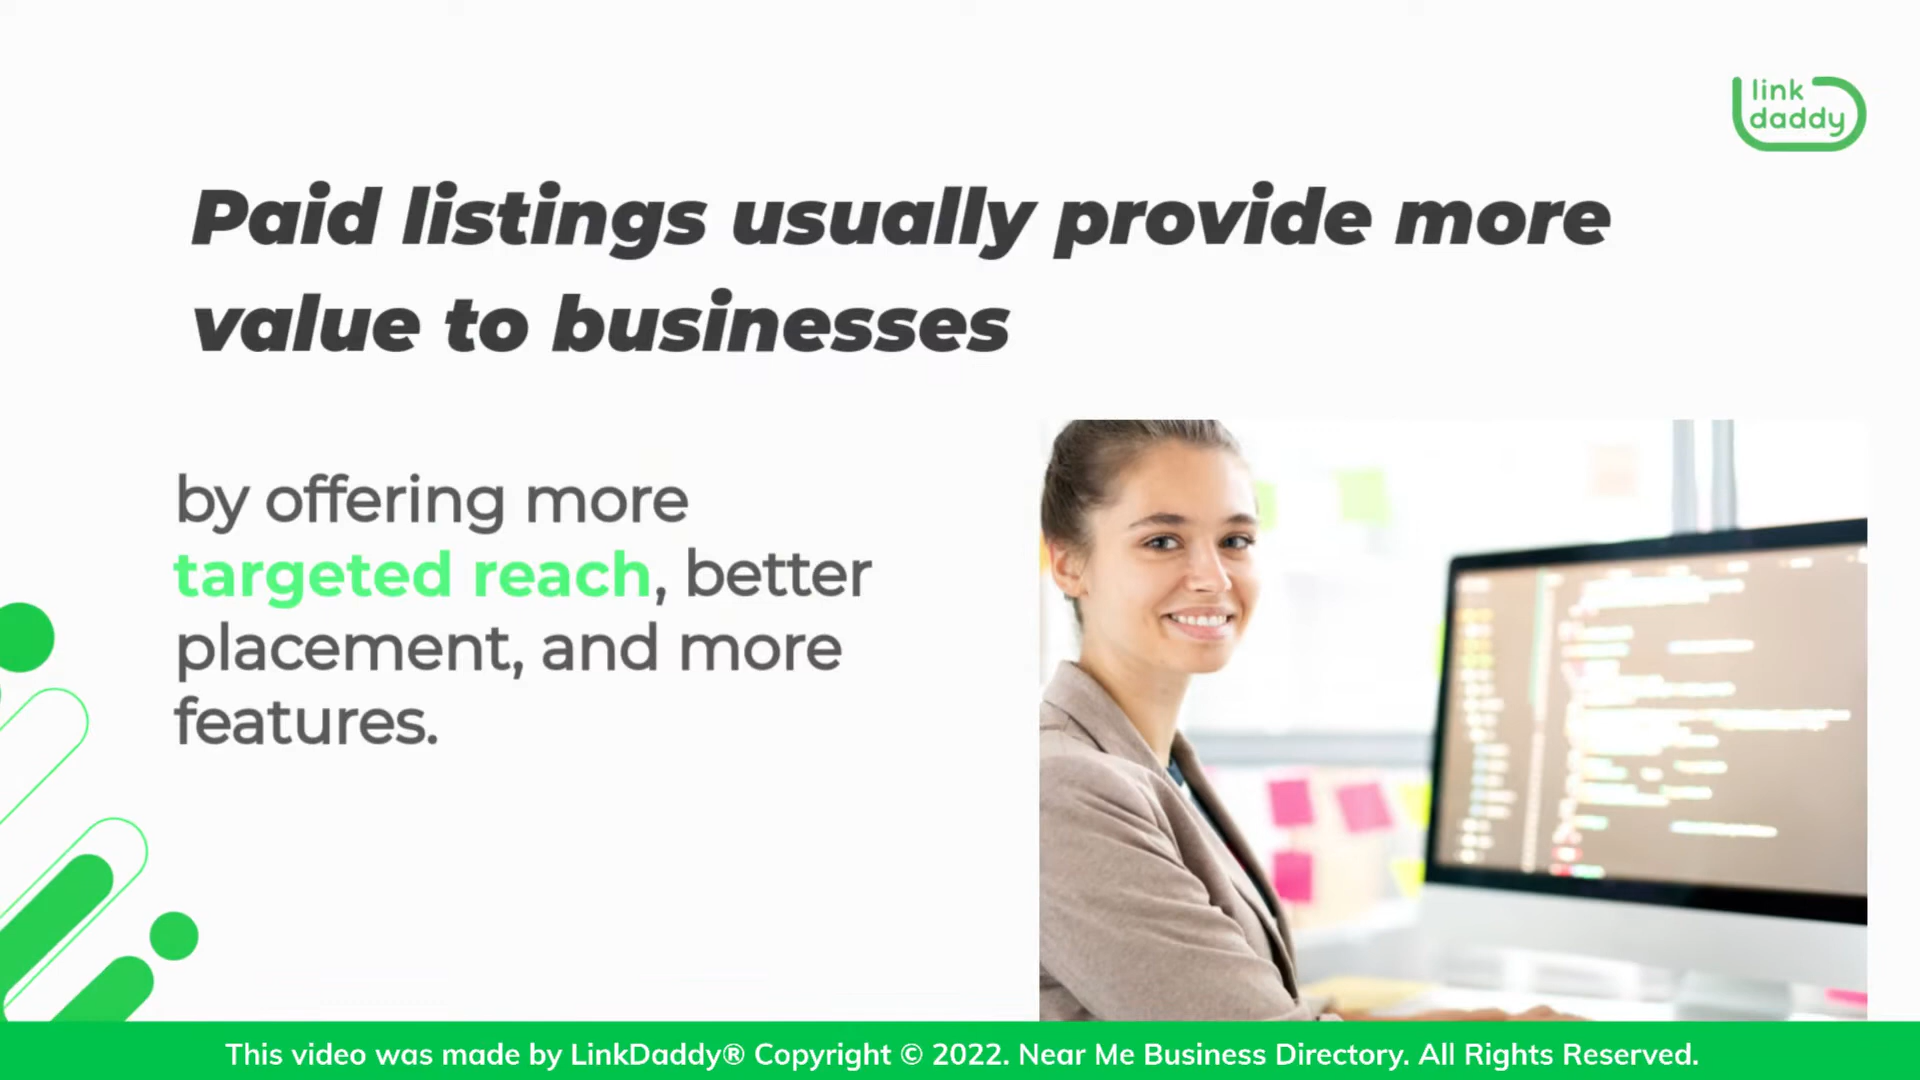 link
daddy
Paid listings usually provide more
value to businesses
by offering more
targeted reach, better
placement, and more
features.
This video was made by LinkDaddy® Copyright © 2022. Near Me Business Directory. All Rights Reserved.